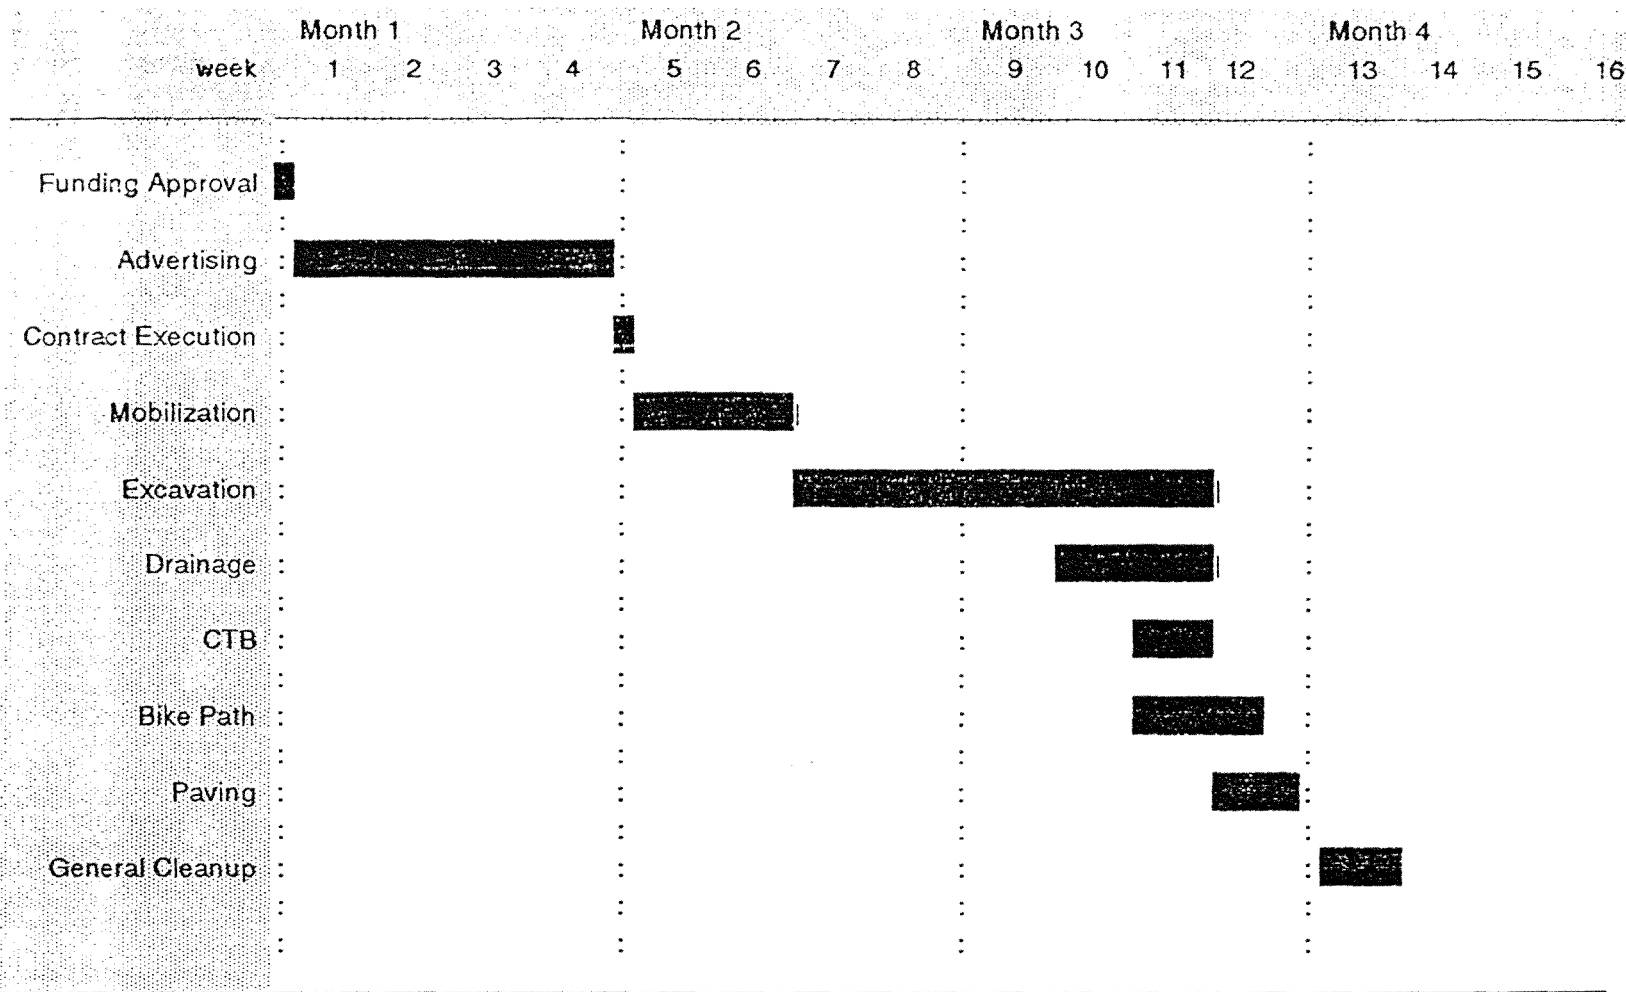 Month 1 Month 2 Month 3 Month 4
week 1 2 3 4 5 6 7 8 9 10 11 12 13 14 15 16
Funding Approval
Advertising
Contract Execution
Mobilization
Excavation
Drainage
CTB
Bike Path
Paving
General Cleanup